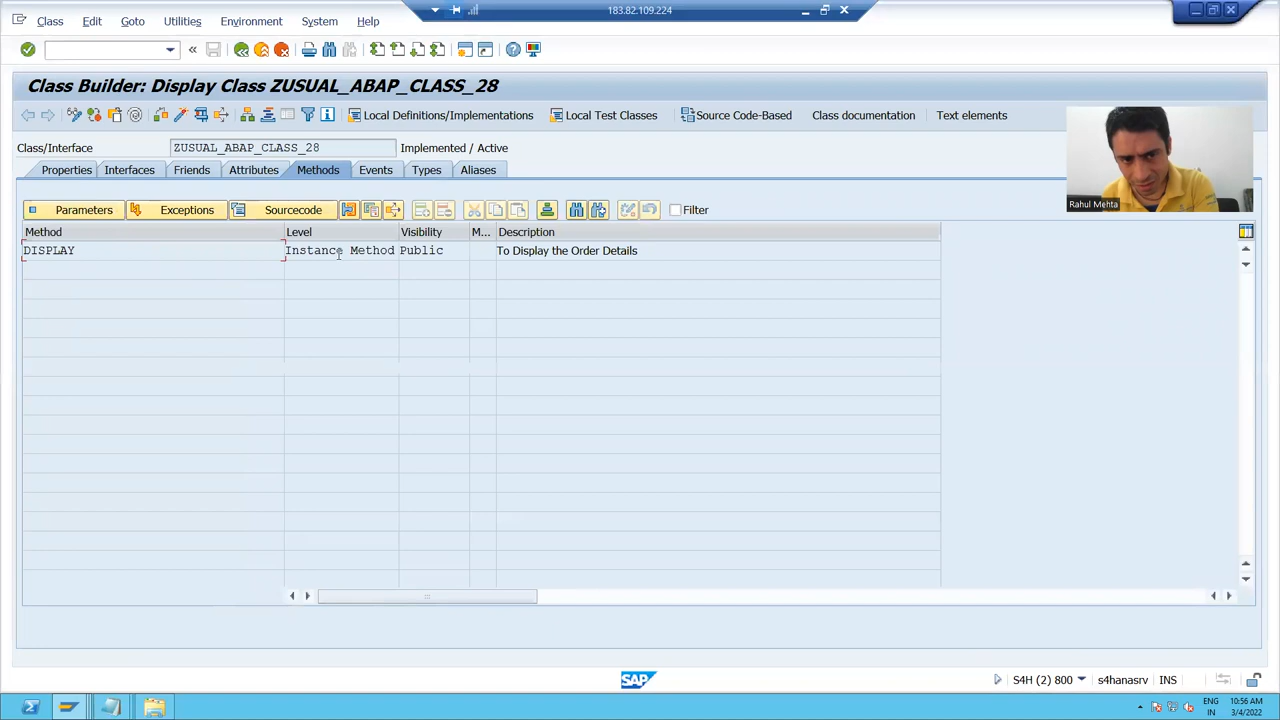 183.82.109.224
Class Edit Goto Utilities Environment System Help
Class Builder: Display Class ZUSUAL_ABAP_CLASS_28
Local Definitions/Implementations Local Test Classes Source Code-Based Class documentation Text elements
Class/Interface ZUSUAL_ABAP_CLASS_28 Implemented / Active
Properties Interfaces Friends Attributes Methods Events Types Aliases
Parameters Exceptions Sourcecode Filter
Method Level Visibility M... Description
DISPLAY Instance Method Public To Display the Order Details
Rahul Mehta
SAP
S4H (2) 800 s4hanasrv INS
ENG
IN
10:56 AM
3/4/2022